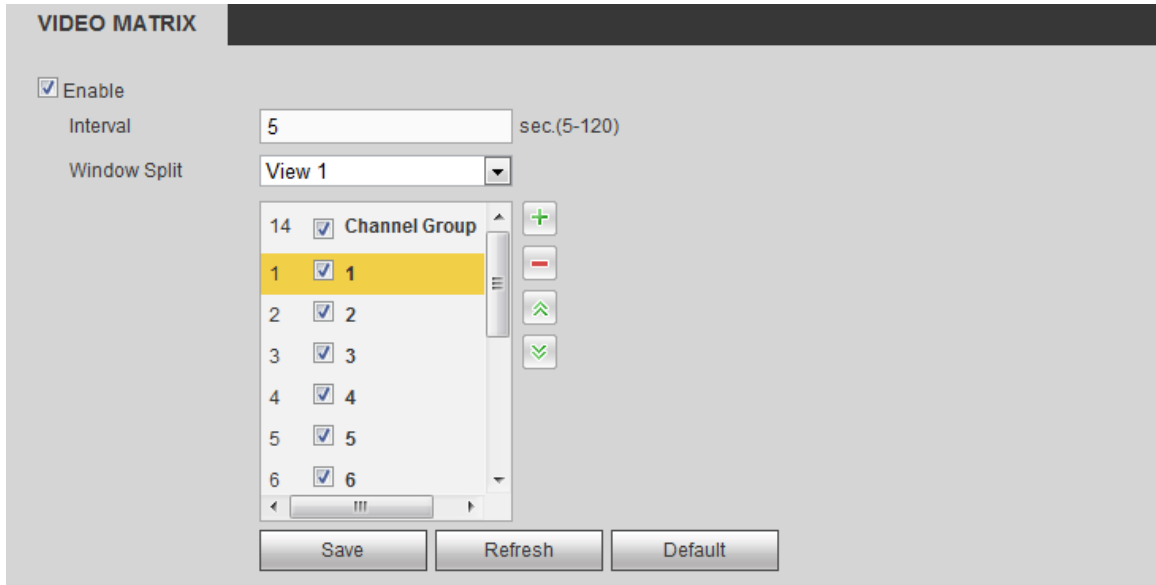 VIDEO MATRIX
Enable
Interval 5 sec.(5-120)
Window Split View 1
14 Channel Group
1 1
2 2
3 3
4 4
5 5
6 6
Save Refresh Default